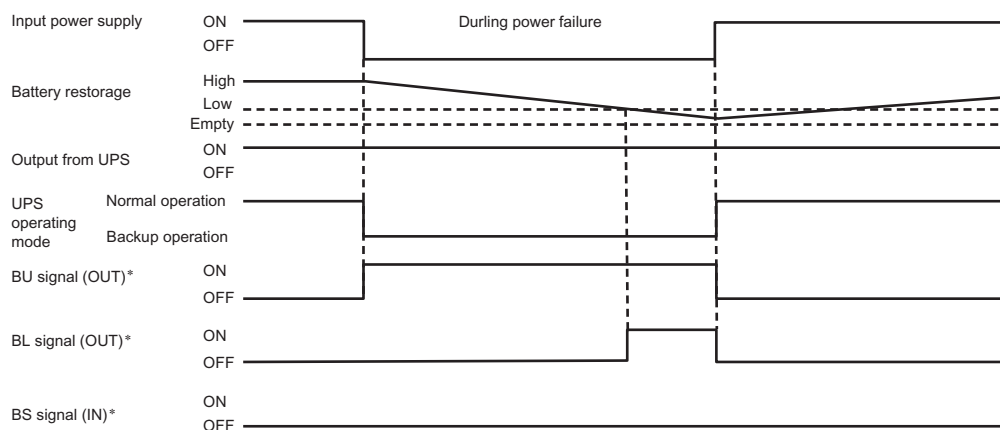 Input power supply ON Durling power failure
OFF
Battery restorage High
Low
Empty
Output from UPS ON
OFF
UPS operating mode Normal operation
Backup operation
BU signal (OUT)* ON
OFF
BL signal (OUT)* ON
OFF
BS signal (IN)* ON
OFF